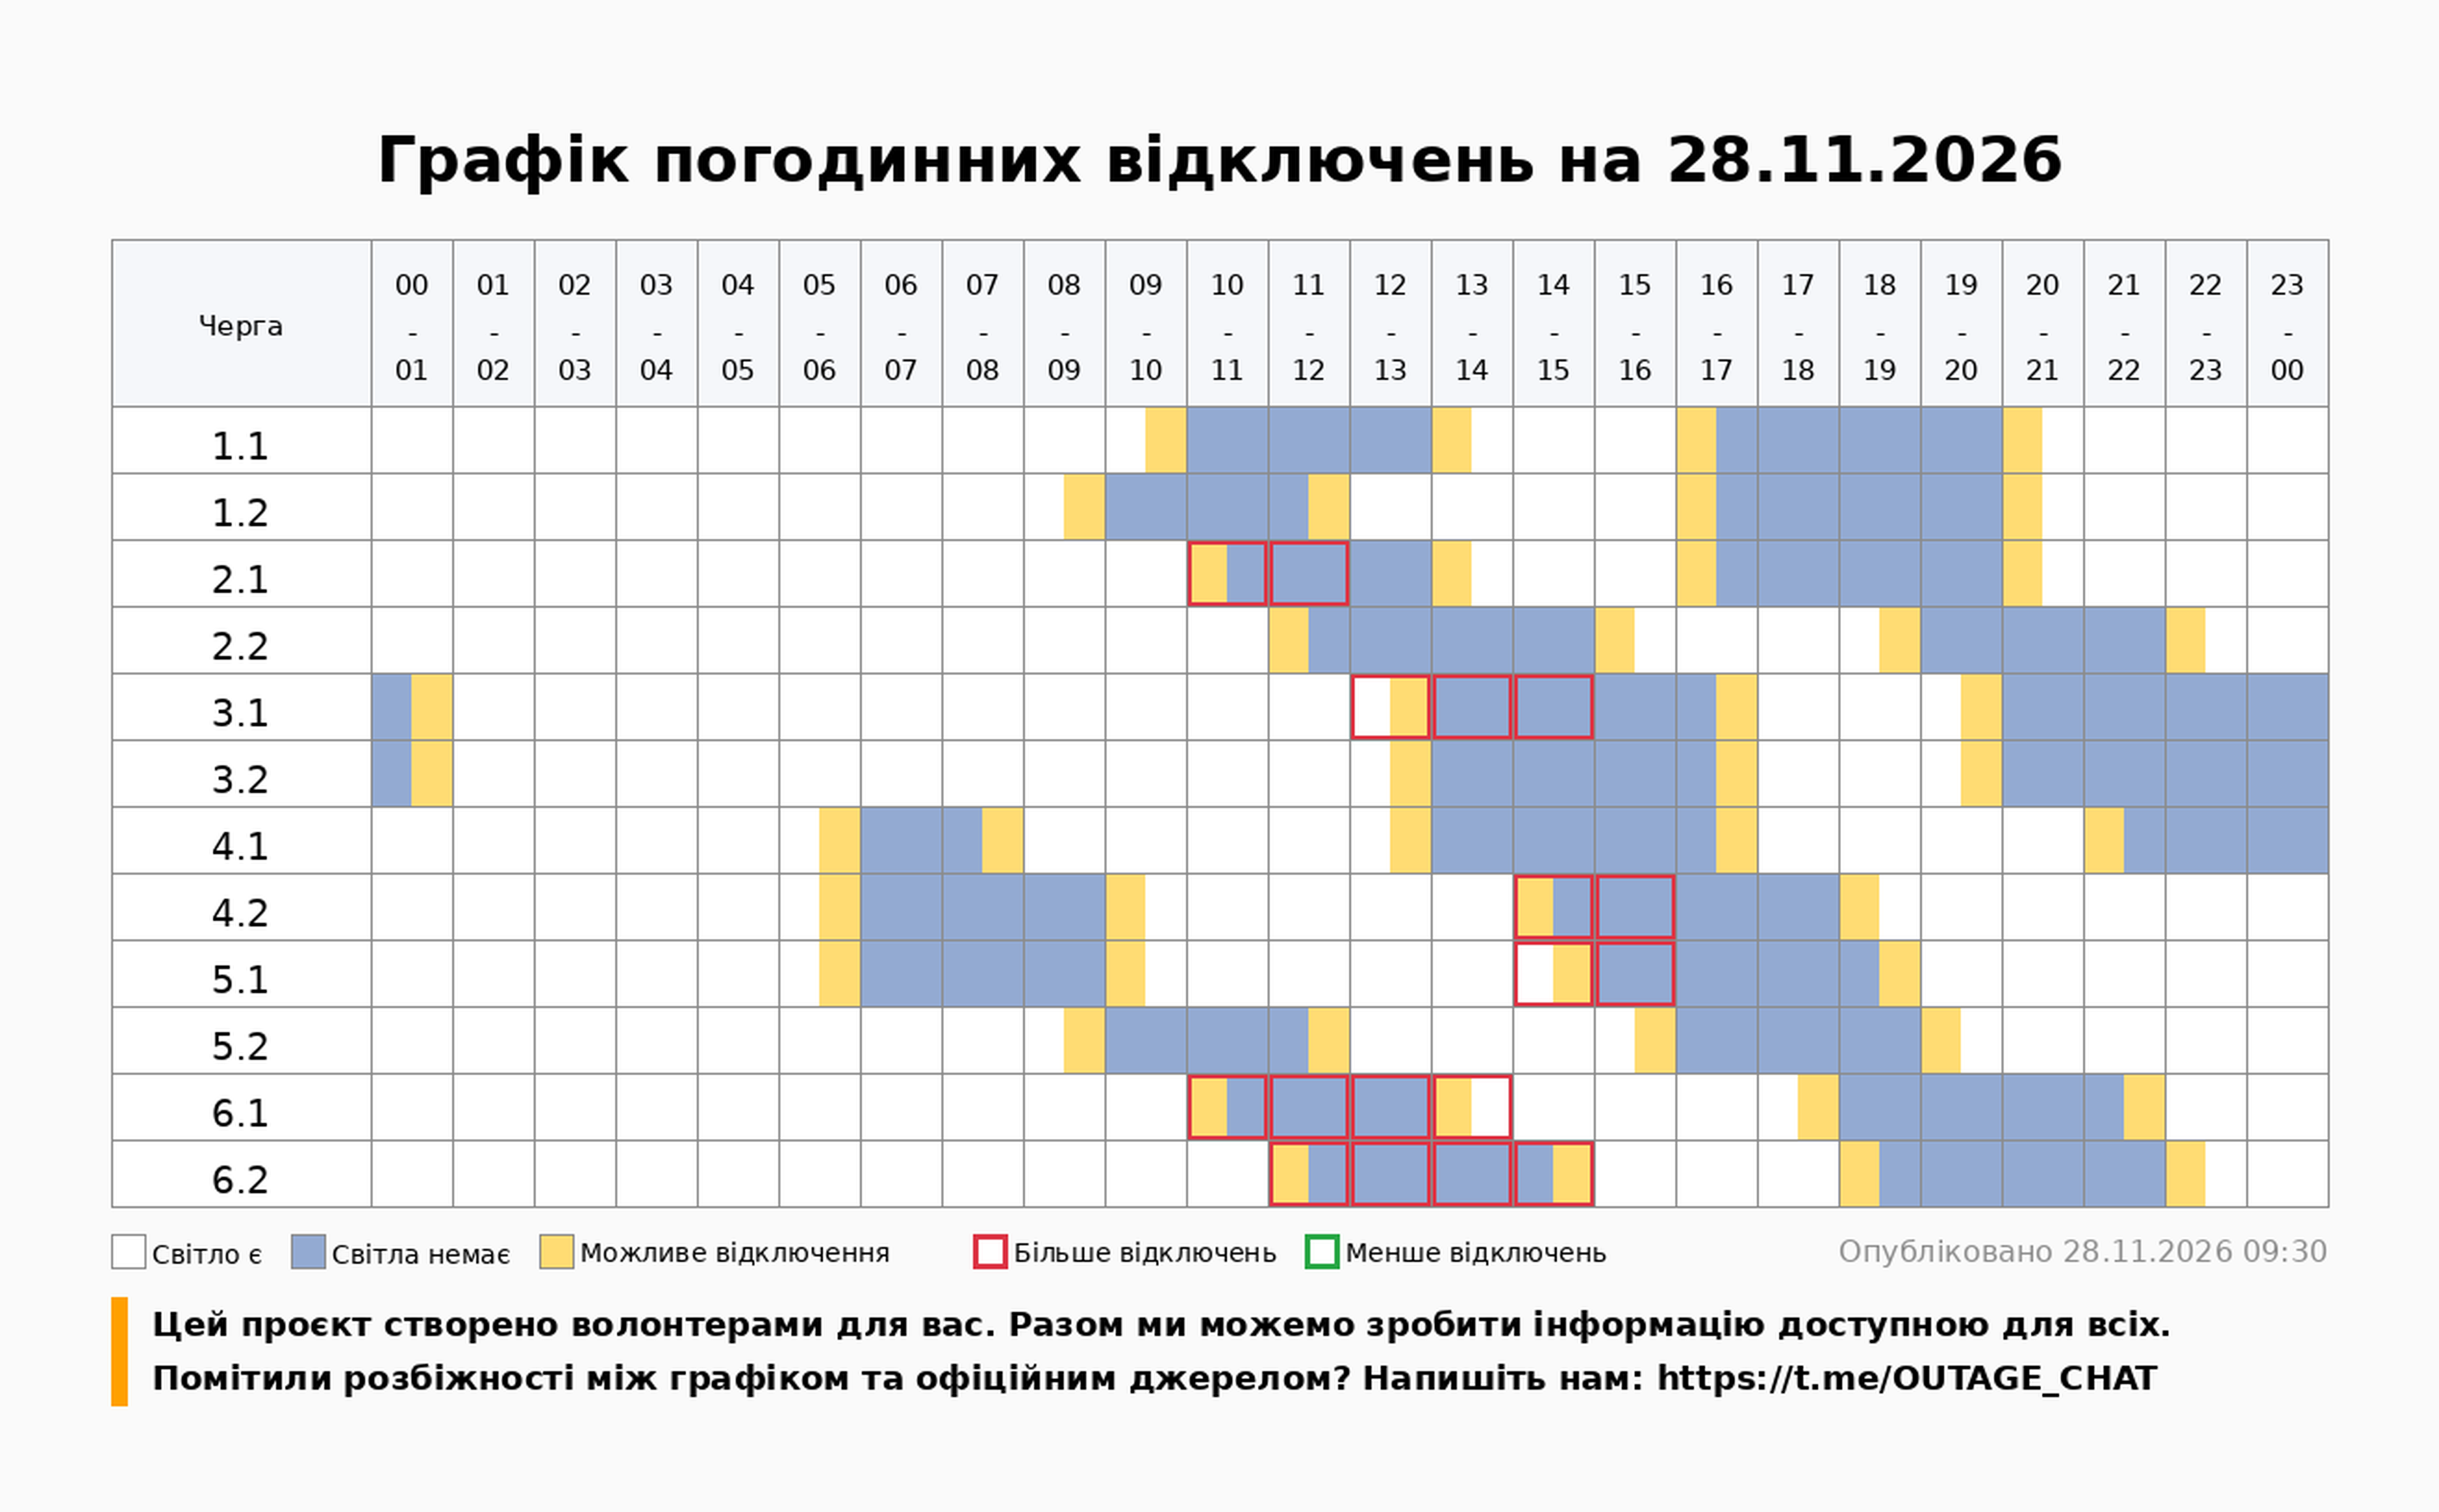 Графік погодинних відключень на 28.11.2026
Черга
00 - 01
01 - 02
02 - 03
03 - 04
04 - 05
05 - 06
06 - 07
07 - 08
08 - 09
09 - 10
10 - 11
11 - 12
12 - 13
13 - 14
14 - 15
15 - 16
16 - 17
17 - 18
18 - 19
19 - 20
20 - 21
21 - 22
22 - 23
23 - 00
1.1
1.2
2.1
2.2
3.1
3.2
4.1
4.2
5.1
5.2
6.1
6.2
Світло є
Світла немає
Можливе відключення
Більше відключень
Менше відключень
Опубліковано 28.11.2026 09:30
Цей проєкт створено волонтерами для вас. Разом ми можемо зробити інформацію доступною для всіх.
Помітили розбіжності між графіком та офіційним джерелом? Напишіть нам: https://t.me/OUTAGE_CHAT